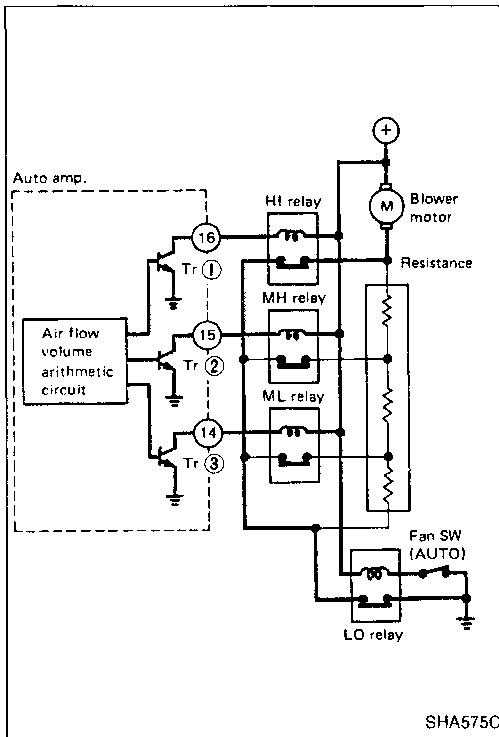 +
Auto amp.
HI relay
M
Blower
motor
16
Tr ①
Resistance
MH relay
Air flow
volume
arithmetic
circuit
15
Tr ②
ML relay
14
Tr ③
Fan SW
(AUTO)
LO relay
SHA575C